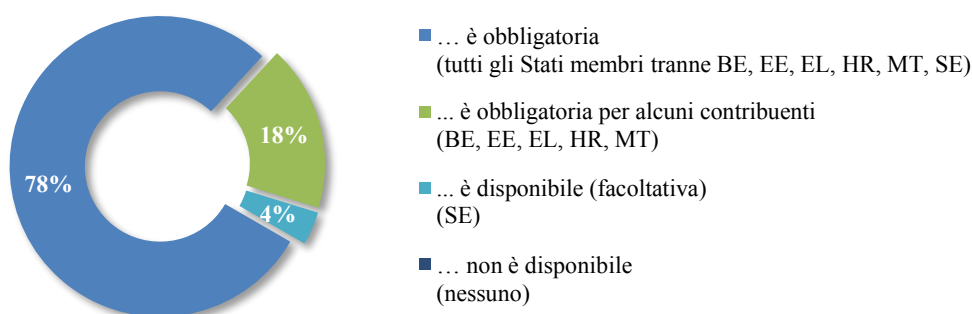 78%
18%
4%
… è obbligatoria
(tutti gli Stati membri tranne BE, EE, EL, HR, MT, SE)
... è obbligatoria per alcuni contribuenti
(BE, EE, EL, HR, MT)
... è disponibile (facoltativa)
(SE)
… non è disponibile
(nessuno)